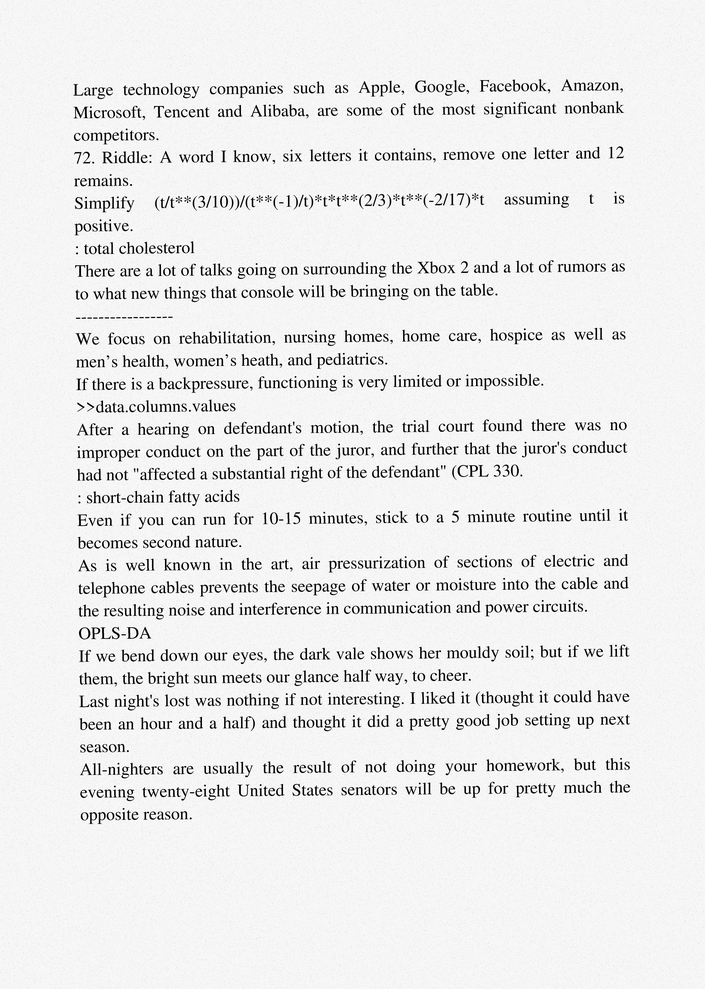 Large technology companies such as Apple, Google, Facebook, Amazon,
Microsoft, Tencent and Alibaba, are some of the most significant nonbank
competitors.
72. Riddle: A word I know, six letters it contains, remove one letter and 12
remains.
Simplify (t/t**(3/10))/(t**(-1)/t)*t*t**(2/3)*t**(-2/17)*t assuming t is
positive.
: total cholesterol
There are a lot of talks going on surrounding the Xbox 2 and a lot of rumors as
to what new things that console will be bringing on the table.
-----------------
We focus on rehabilitation, nursing homes, home care, hospice as well as
men’s health, women’s heath, and pediatrics.
If there is a backpressure, functioning is very limited or impossible.
>>data.columns.values
After a hearing on defendant's motion, the trial court found there was no
improper conduct on the part of the juror, and further that the juror's conduct
had not "affected a substantial right of the defendant" (CPL 330.
: short-chain fatty acids
Even if you can run for 10-15 minutes, stick to a 5 minute routine until it
becomes second nature.
As is well known in the art, air pressurization of sections of electric and
telephone cables prevents the seepage of water or moisture into the cable and
the resulting noise and interference in communication and power circuits.
OPLS-DA
If we bend down our eyes, the dark vale shows her mouldy soil; but if we lift
them, the bright sun meets our glance half way, to cheer.
Last night's lost was nothing if not interesting. I liked it (thought it could have
been an hour and a half) and thought it did a pretty good job setting up next
season.
All-nighters are usually the result of not doing your homework, but this
evening twenty-eight United States senators will be up for pretty much the
opposite reason.